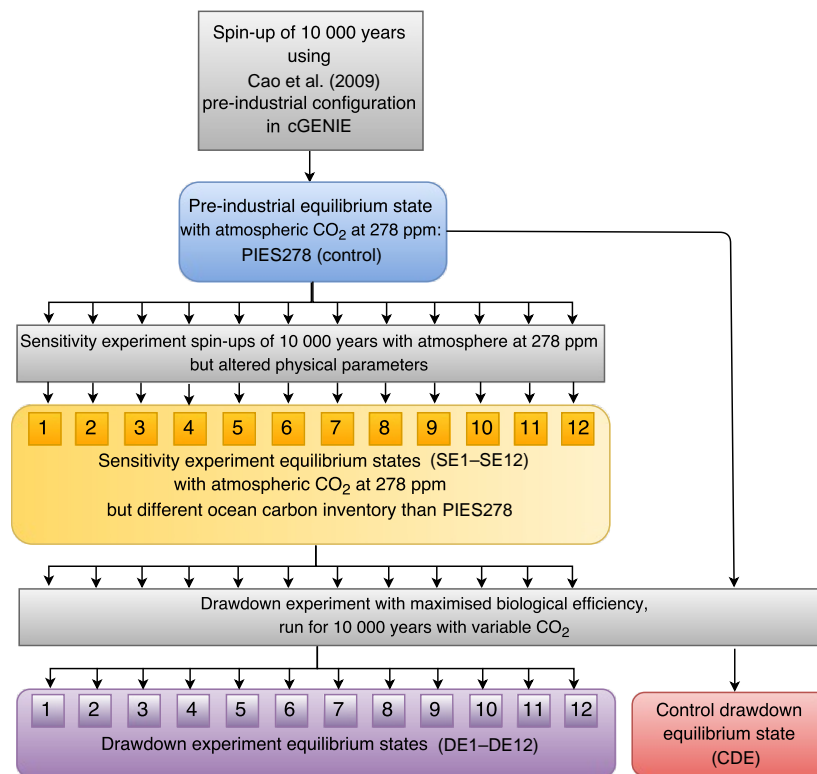 Spin-up of 10 000 years
using
Cao et al. (2009)
pre-industrial configuration
in cGENIE
Pre-industrial equilibrium state
with atmospheric CO₂ at 278 ppm:
PIES278 (control)
Sensitivity experiment spin-ups of 10 000 years with atmosphere at 278 ppm
but altered physical parameters
1 2 3 4 5 6 7 8 9 10 11 12
Sensitivity experiment equilibrium states (SE1–SE12)
with atmospheric CO₂ at 278 ppm
but different ocean carbon inventory than PIES278
Drawdown experiment with maximised biological efficiency,
run for 10 000 years with variable CO₂
1 2 3 4 5 6 7 8 9 10 11 12
Drawdown experiment equilibrium states (DE1–DE12)
Control drawdown
equilibrium state
(CDE)